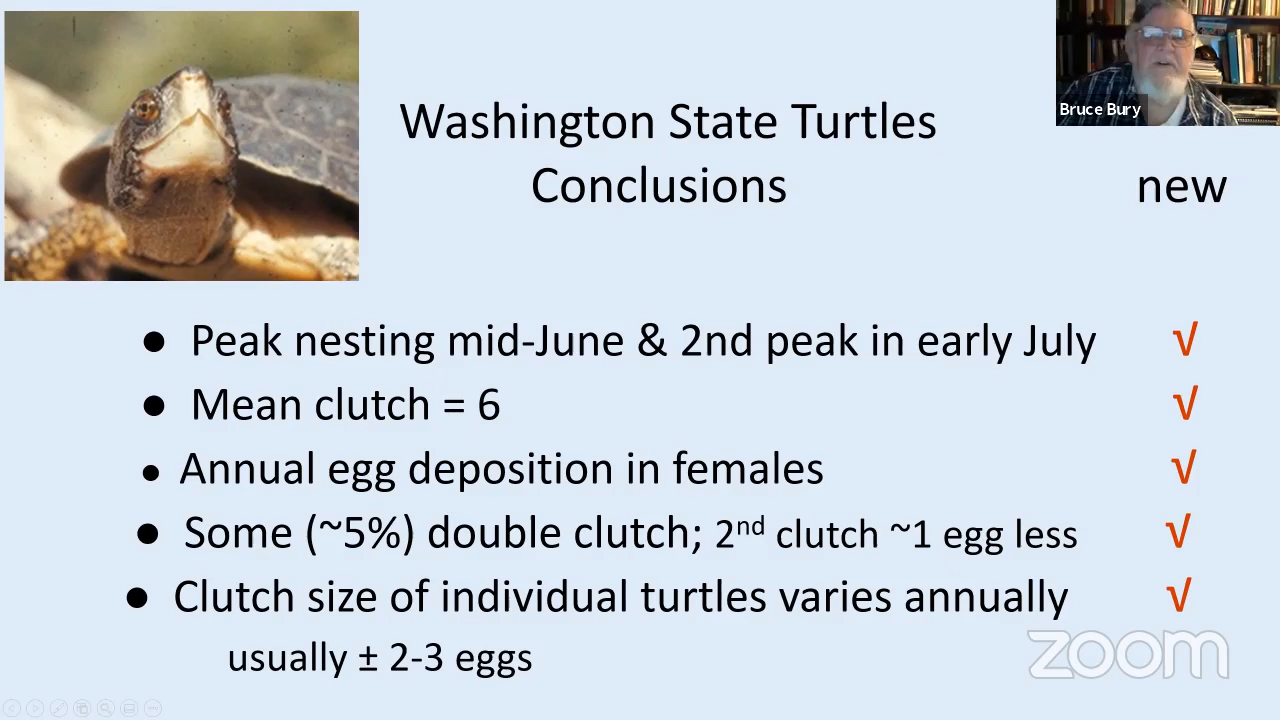 Bruce Bury
Washington State Turtles
Conclusions
new
● Peak nesting mid-June & 2nd peak in early July √
● Mean clutch = 6 √
● Annual egg deposition in females √
● Some (~5%) double clutch; 2nd clutch ~1 egg less √
● Clutch size of individual turtles varies annually √
usually ± 2-3 eggs
zoom